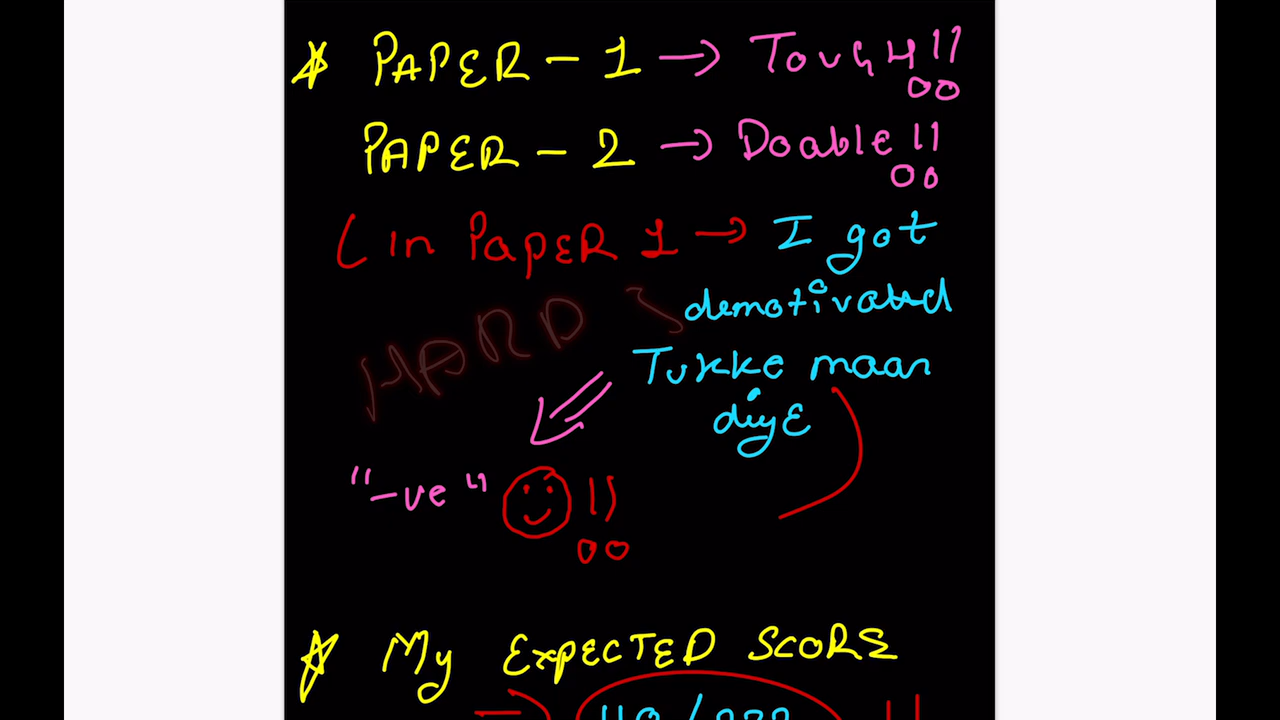 PAPER - 1 → TOUGH !!
PAPER - 2 → Doable !!
( in PAPER 1 → I got
demotivated
HARD
Tukke maar
diye
"-ve" !!
My EXPECTED SCORE